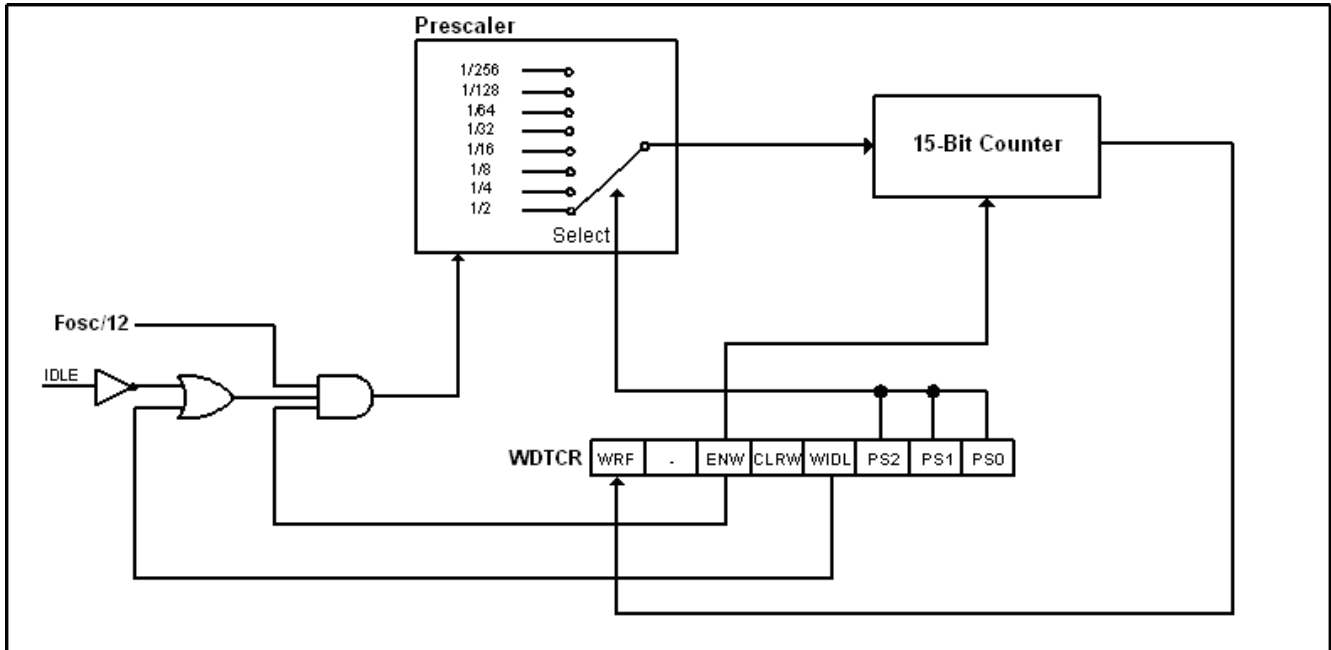 Prescaler
1/256
1/128
1/64
1/32
1/16
1/8
1/4
1/2
Select
15-Bit Counter
Fosc/12
IDLE
WDTCR WRF - ENW CLRW WIDL PS2 PS1 PS0